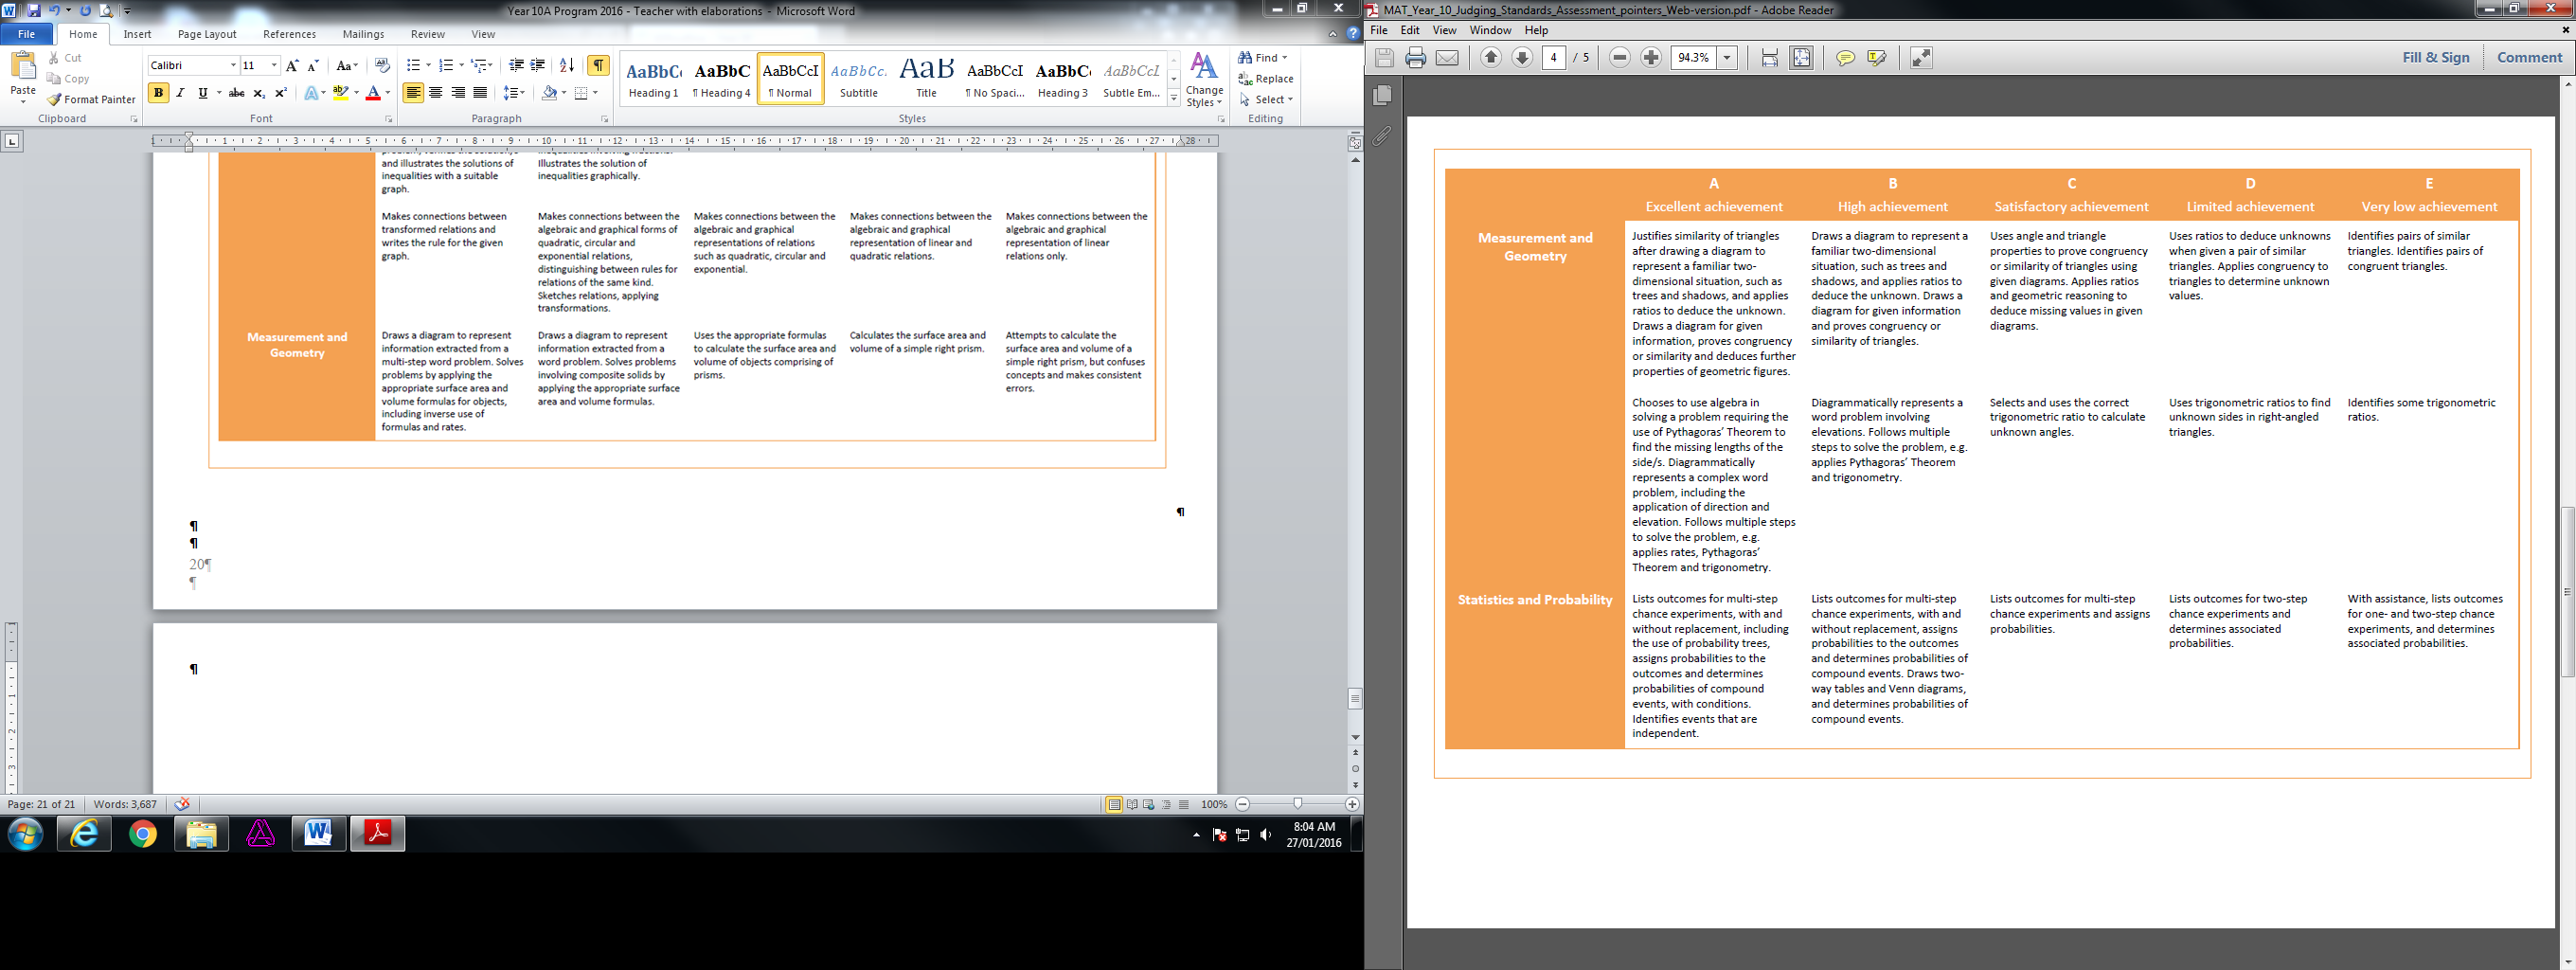 Year 10A Program 2016 - Teacher with elaborations - Microsoft Word
File Home Insert Page Layout References Mailings Review View
Paste
Cut
Copy
Format Painter
Clipboard
Calibri 11
Font
Paragraph
AaBbCc Heading 1
AaBbC ¶ Heading 4
AaBbCcI ¶ Normal
AaBbCc. Subtitle
AaB Title
AaBbCcI ¶ No Spaci...
AaBbCc Heading 3
AaBbCcI Subtle Em...
Change Styles
Styles
Find
Replace
Select
Editing
and illustrates the solutions of
inequalities with a suitable
graph.
Illustrates the solution of
inequalities graphically.
Makes connections between
transformed relations and
writes the rule for the given
graph.
Makes connections between the
algebraic and graphical forms of
quadratic, circular and
exponential relations,
distinguishing between rules for
relations of the same kind.
Sketches relations, applying
transformations.
Makes connections between the
algebraic and graphical
representations of relations
such as quadratic, circular and
exponential.
Makes connections between the
algebraic and graphical
representation of linear and
quadratic relations.
Makes connections between the
algebraic and graphical
representation of linear
relations only.
Measurement and
Geometry
Draws a diagram to represent
information extracted from a
multi-step word problem. Solves
problems by applying the
appropriate surface area and
volume formulas for objects,
including inverse use of
formulas and rates.
Draws a diagram to represent
information extracted from a
word problem. Solves problems
involving composite solids by
applying the appropriate surface
area and volume formulas.
Uses the appropriate formulas
to calculate the surface area and
volume of objects comprising of
prisms.
Calculates the surface area and
volume of a simple right prism.
Attempts to calculate the
surface area and volume of a
simple right prism, but confuses
concepts and makes consistent
errors.
¶
¶
¶
20¶
¶
¶
Page: 21 of 21 Words: 3,687
100%
8:04 AM
27/01/2016
MAT_Year_10_Judging_Standards_Assessment_pointers_Web-version.pdf - Adobe Reader
File Edit View Window Help
4 / 5 94.3% Fill & Sign Comment
A B C D E
Excellent achievement High achievement Satisfactory achievement Limited achievement Very low achievement
Measurement and
Geometry
Justifies similarity of triangles
after drawing a diagram to
represent a familiar two-
dimensional situation, such as
trees and shadows, and applies
ratios to deduce the unknown.
Draws a diagram for given
information, proves congruency
or similarity and deduces further
properties of geometric figures.
Draws a diagram to represent a
familiar two-dimensional
situation, such as trees and
shadows, and applies ratios to
deduce the unknown. Draws a
diagram for given information
and proves congruency or
similarity of triangles.
Uses angle and triangle
properties to prove congruency
or similarity of triangles using
given diagrams. Applies ratios
and geometric reasoning to
deduce missing values in given
diagrams.
Uses ratios to deduce unknowns
when given a pair of similar
triangles. Applies congruency to
triangles to determine unknown
values.
Identifies pairs of similar
triangles. Identifies pairs of
congruent triangles.
Chooses to use algebra in
solving a problem requiring the
use of Pythagoras’ Theorem to
find the missing lengths of the
side/s. Diagrammatically
represents a complex word
problem, including the
application of direction and
elevation. Follows multiple steps
to solve the problem, e.g.
applies rates, Pythagoras’
Theorem and trigonometry.
Diagrammatically represents a
word problem involving
elevations. Follows multiple
steps to solve the problem, e.g.
applies Pythagoras’ Theorem
and trigonometry.
Selects and uses the correct
trigonometric ratio to calculate
unknown angles.
Uses trigonometric ratios to find
unknown sides in right-angled
triangles.
Identifies some trigonometric
ratios.
Statistics and Probability
Lists outcomes for multi-step
chance experiments, with and
without replacement, including
the use of probability trees,
assigns probabilities to the
outcomes and determines
probabilities of compound
events, with conditions.
Identifies events that are
independent.
Lists outcomes for multi-step
chance experiments, with and
without replacement, assigns
probabilities to the outcomes
and determines probabilities of
compound events. Draws two-
way tables and Venn diagrams,
and determines probabilities of
compound events.
Lists outcomes for multi-step
chance experiments and assigns
probabilities.
Lists outcomes for two-step
chance experiments and
determines associated
probabilities.
With assistance, lists outcomes
for one- and two-step chance
experiments, and determines
associated probabilities.